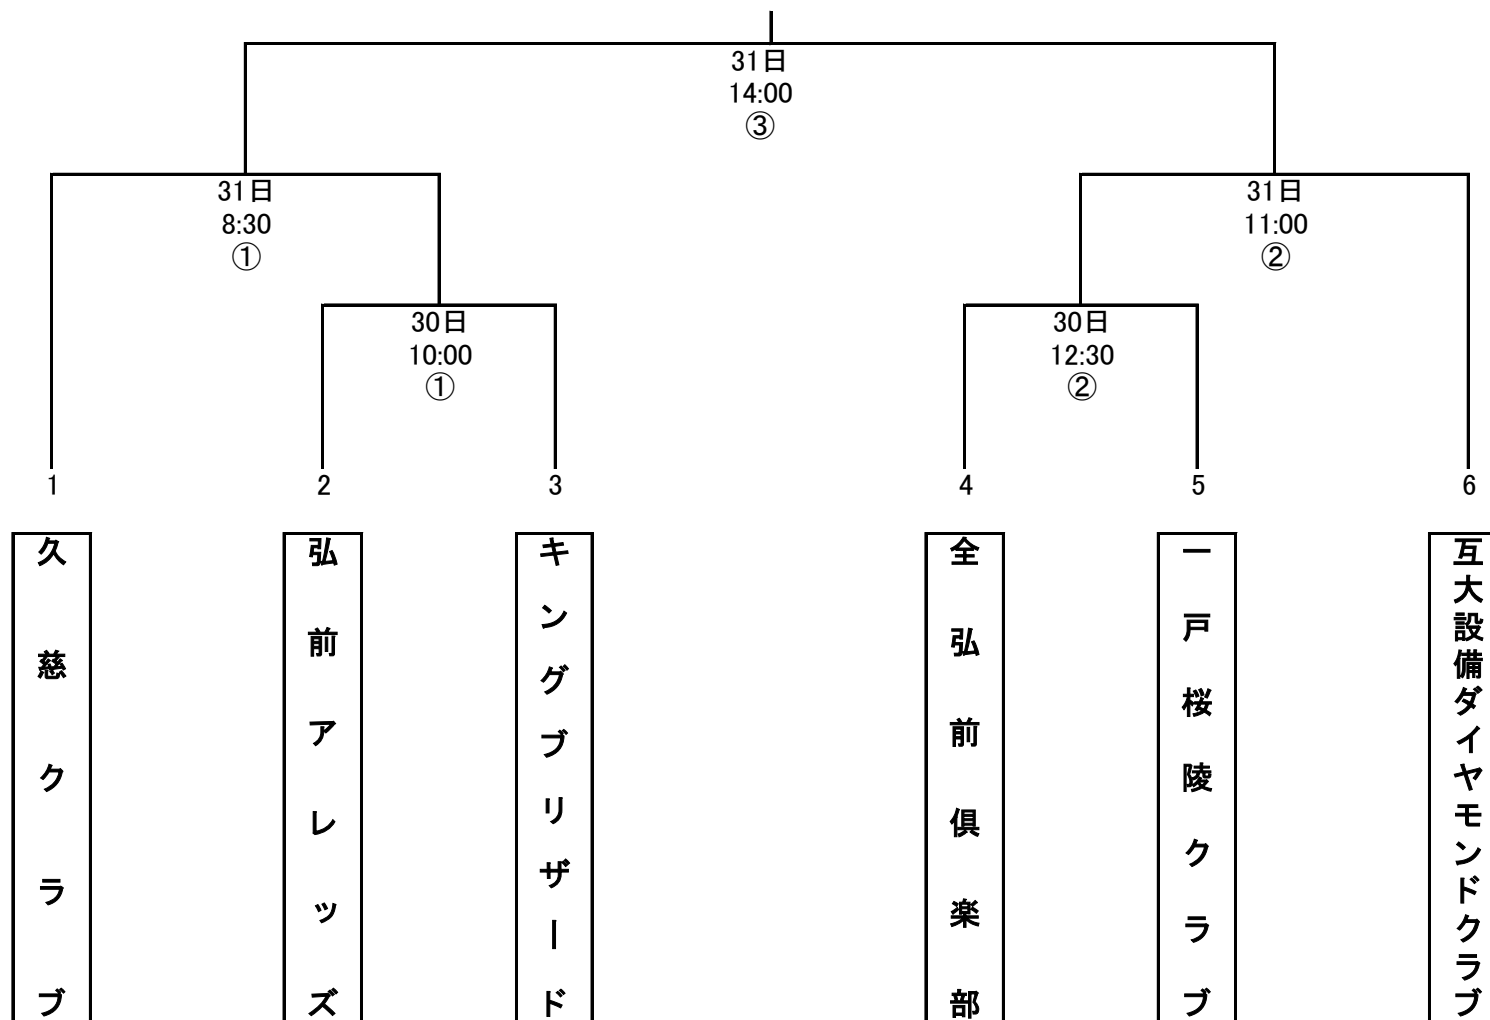 31日
14:00
③
31日
8:30
①
31日
11:00
②
30日
10:00
①
30日
12:30
②
1
2
3
4
5
6
久慈クラブ
弘前アレッズ
キングブリザード
全弘前倶楽部
一戸桜陵クラブ
互大設備ダイヤモンドクラブ